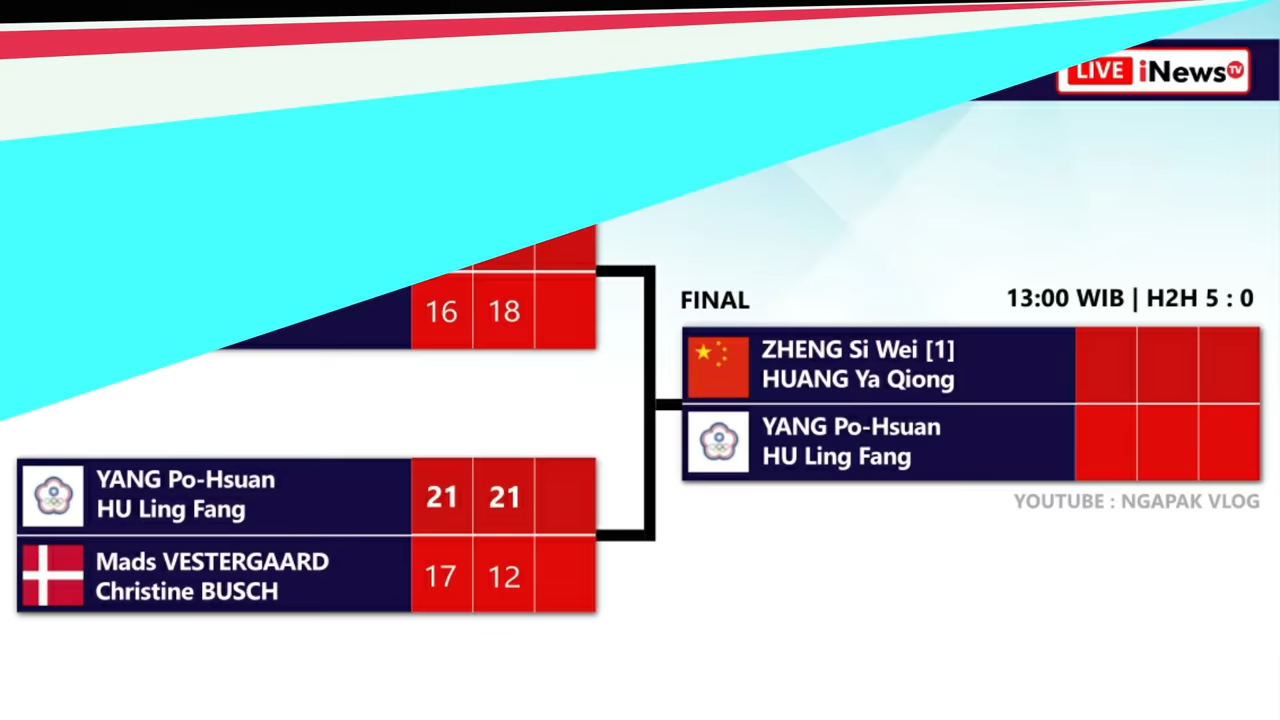 LIVE iNews TV
16 18
FINAL
13:00 WIB | H2H 5 : 0
ZHENG Si Wei [1]
HUANG Ya Qiong
YANG Po-Hsuan
HU Ling Fang
YOUTUBE : NGAPAK VLOG
YANG Po-Hsuan
HU Ling Fang
21 21
Mads VESTERGAARD
Christine BUSCH
17 12